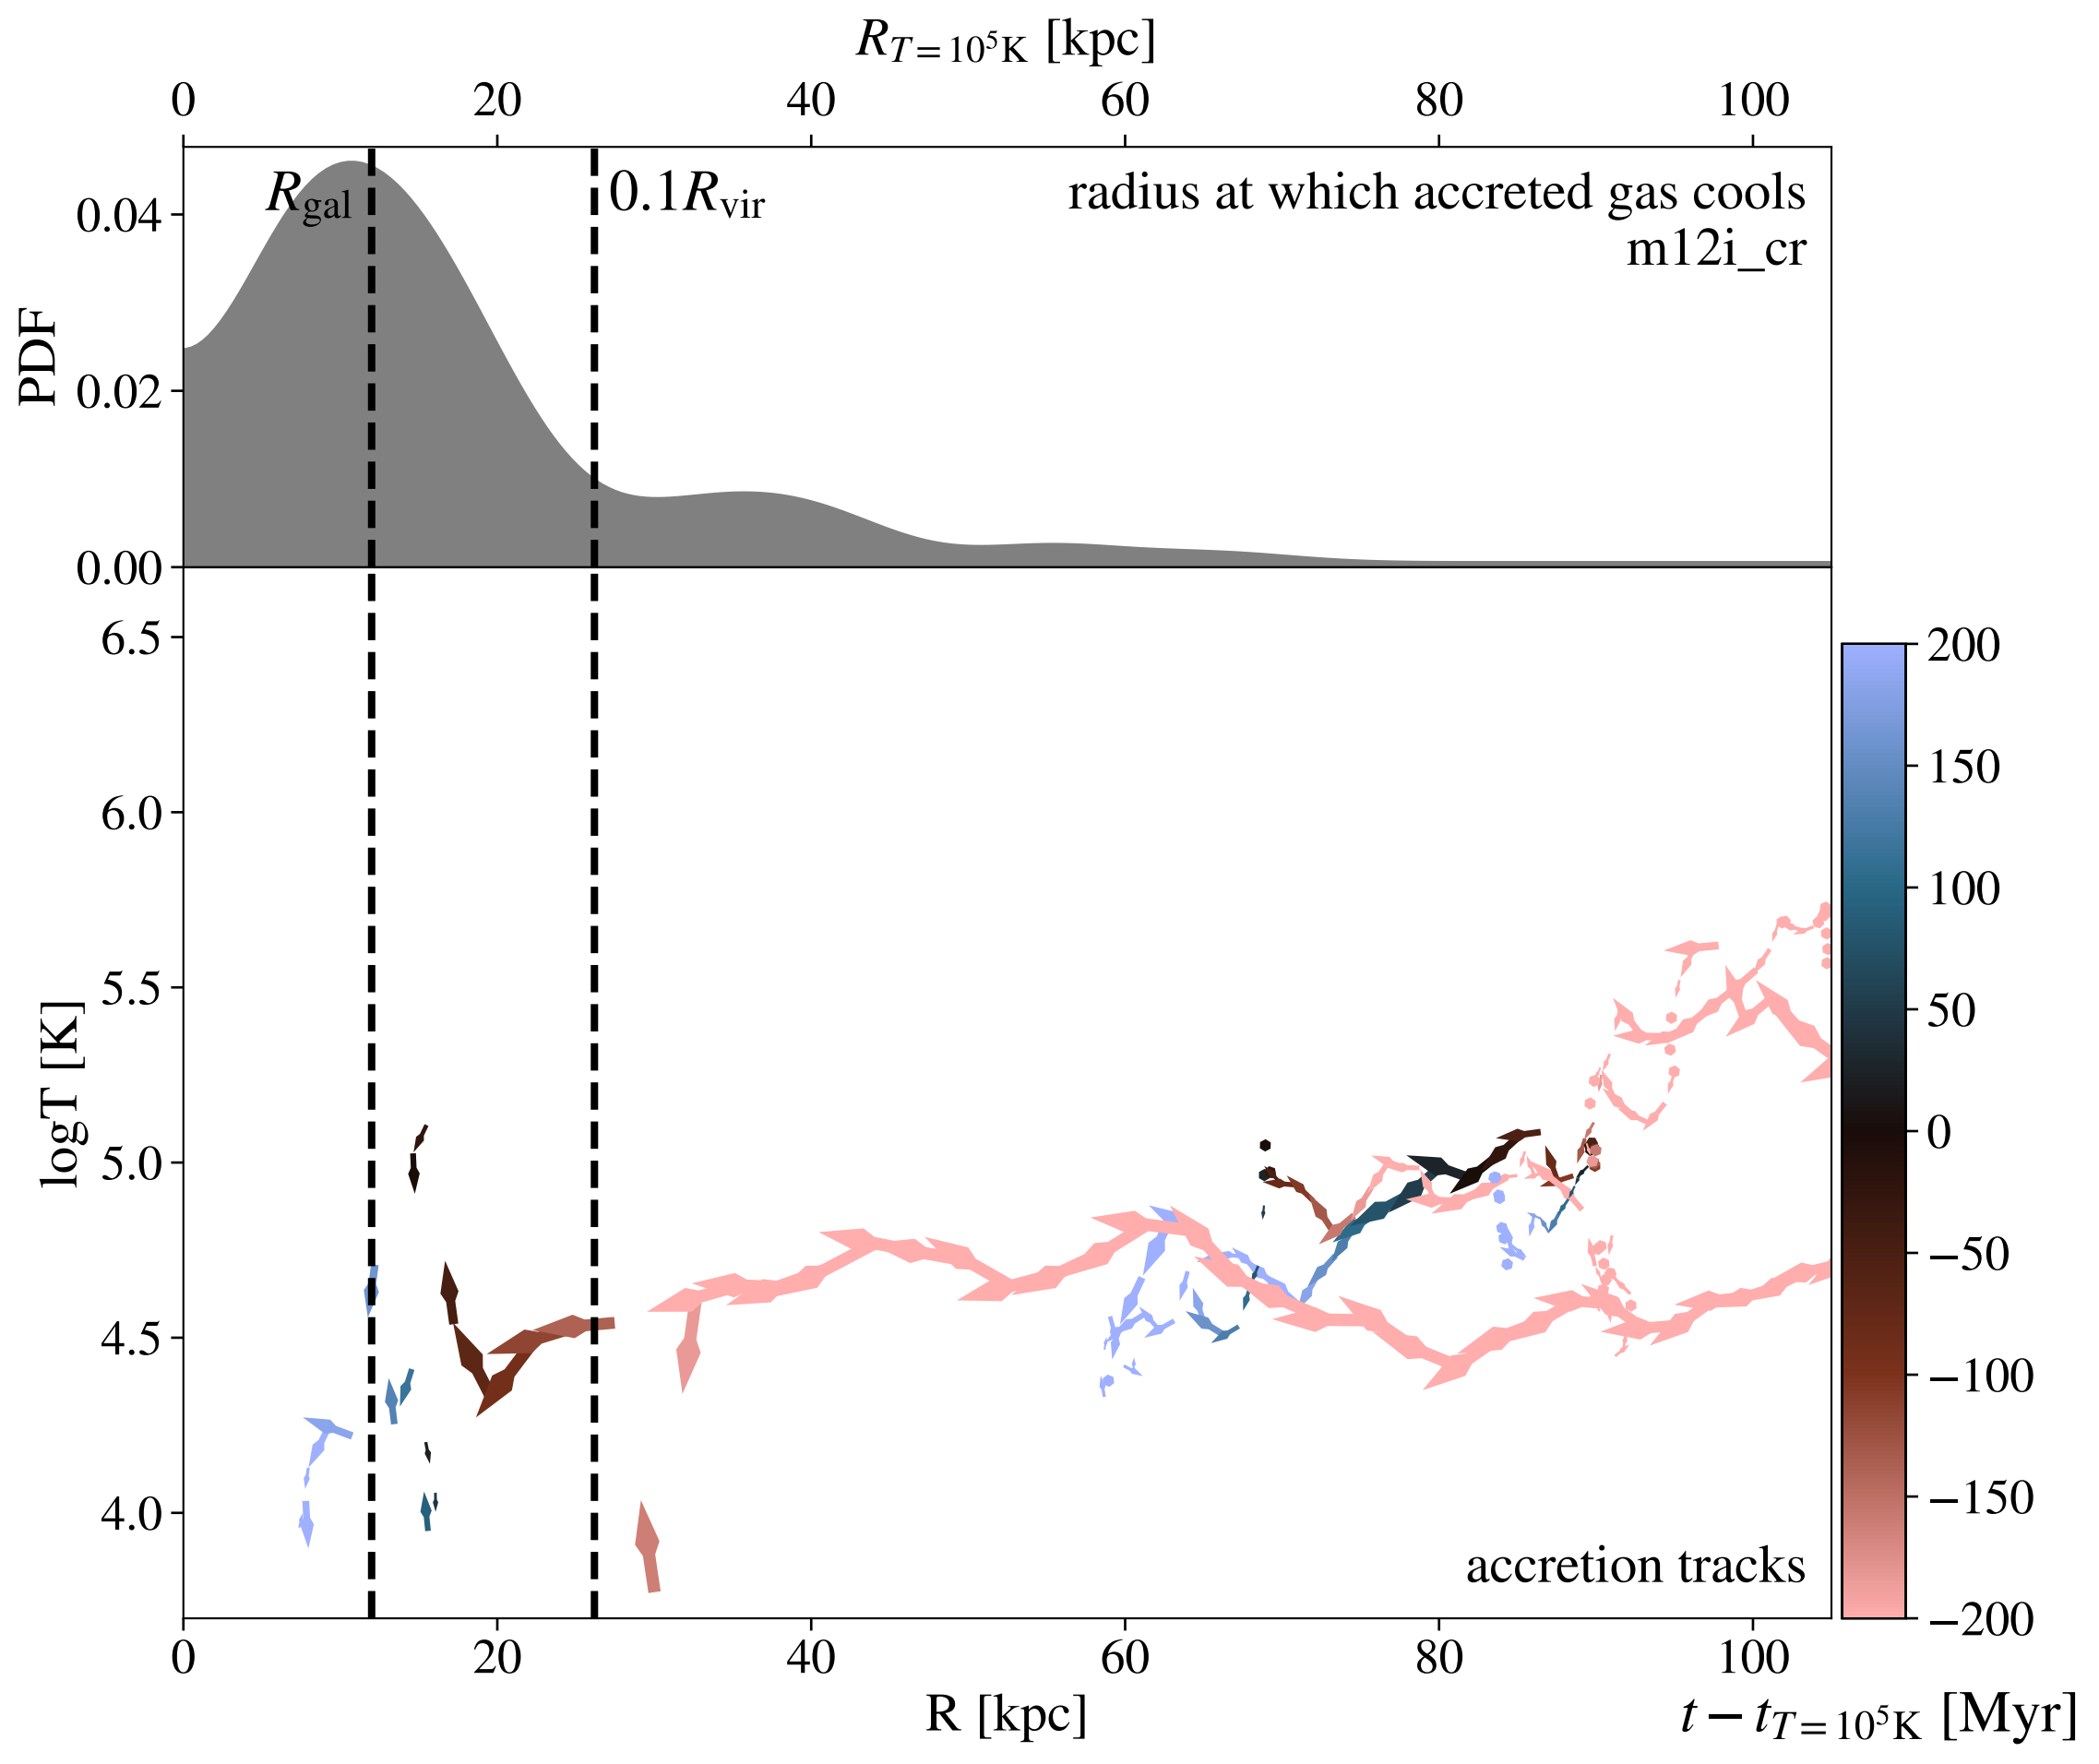 R_{T=10^5K} [kpc]
0 20 40 60 80 100
R_gal
0.1R_vir
radius at which accreted gas cools
m12i_cr
PDF
0.04
0.02
0.00
logT [K]
6.5
6.0
5.5
5.0
4.5
4.0
accretion tracks
0 20 40 60 80 100
R [kpc]
200
150
100
50
0
−50
−100
−150
−200
t − t_{T=10^5K} [Myr]